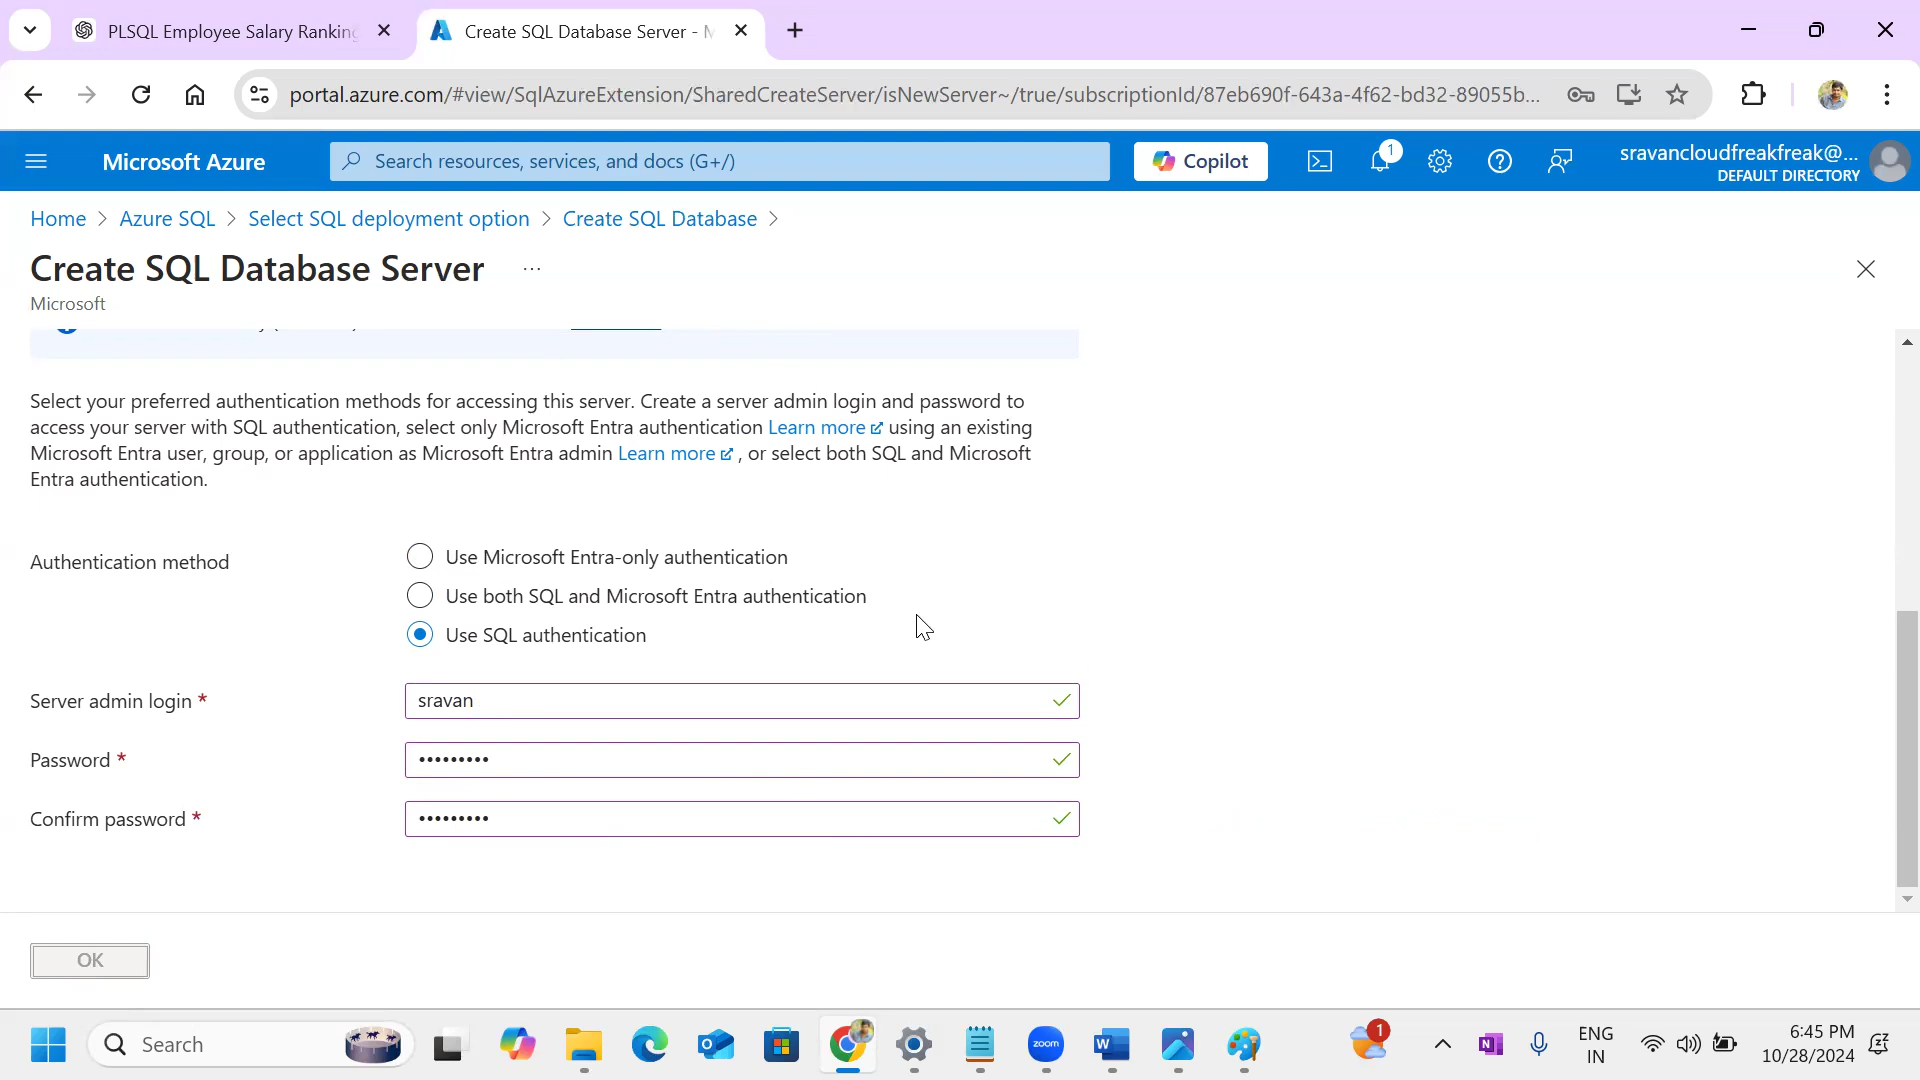 PLSQL Employee Salary Ranking
Create SQL Database Server -
portal.azure.com/#view/SqlAzureExtension/SharedCreateServer/isNewServer~/true/subscriptionId/87eb690f-643a-4f62-bd32-89055b...
Microsoft Azure
Search resources, services, and docs (G+/)
Copilot
1
sravancloudfreakfreak@...
DEFAULT DIRECTORY
Home > Azure SQL > Select SQL deployment option > Create SQL Database >
Create SQL Database Server ...
Microsoft
Select your preferred authentication methods for accessing this server. Create a server admin login and password to
access your server with SQL authentication, select only Microsoft Entra authentication Learn more using an existing
Microsoft Entra user, group, or application as Microsoft Entra admin Learn more , or select both SQL and Microsoft
Entra authentication.
Authentication method
Use Microsoft Entra-only authentication
Use both SQL and Microsoft Entra authentication
Use SQL authentication
Server admin login *
sravan
Password *
•••••••••
Confirm password *
•••••••••
OK
Search
zoom
1
ENG
IN
6:45 PM
10/28/2024